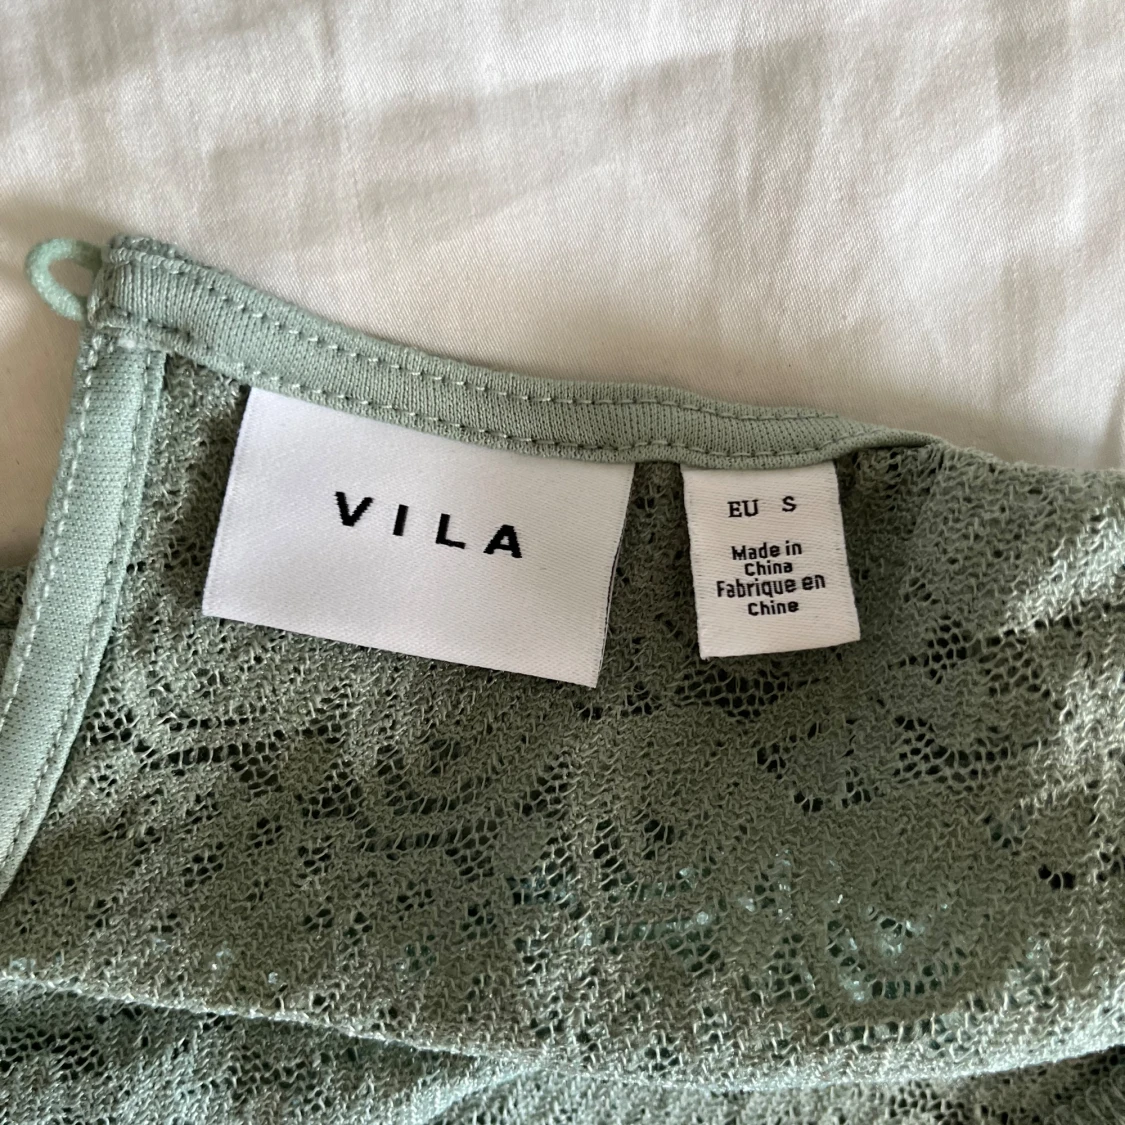 VILA
EU S
Made in
China
Fabrique en
Chine